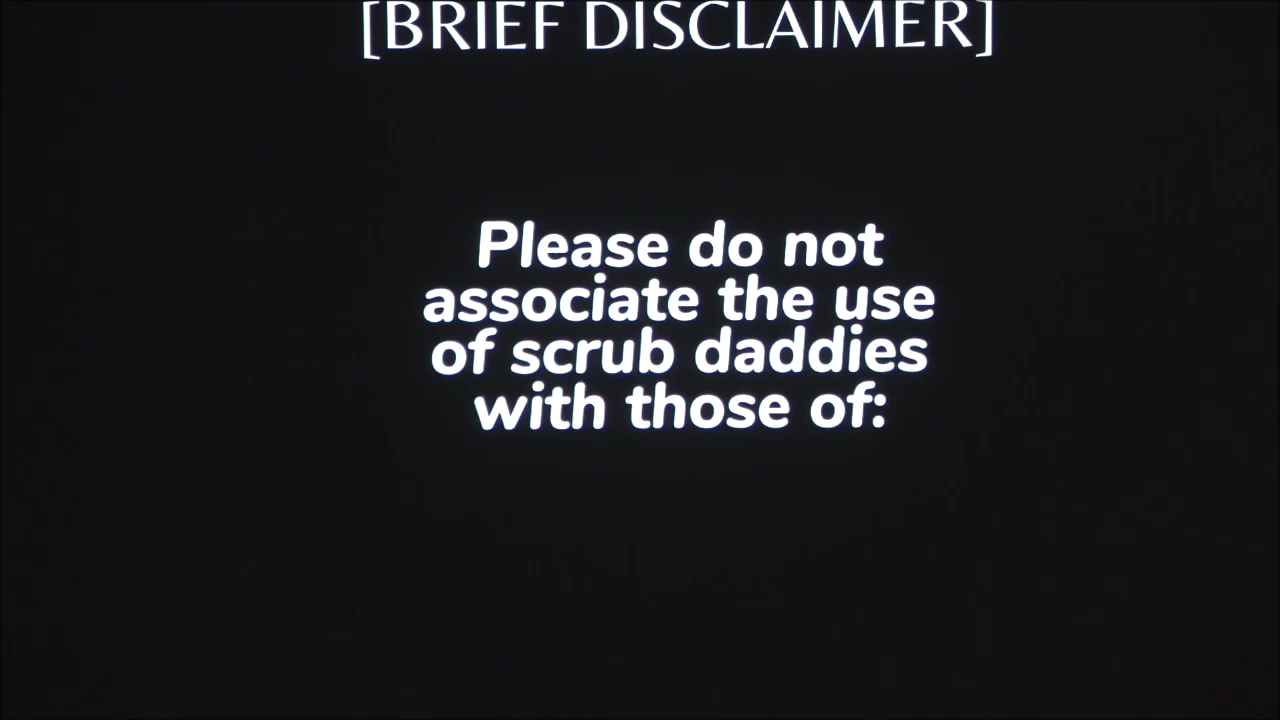 [BRIEF DISCLAIMER]
Please do not
associate the use
of scrub daddies
with those of: